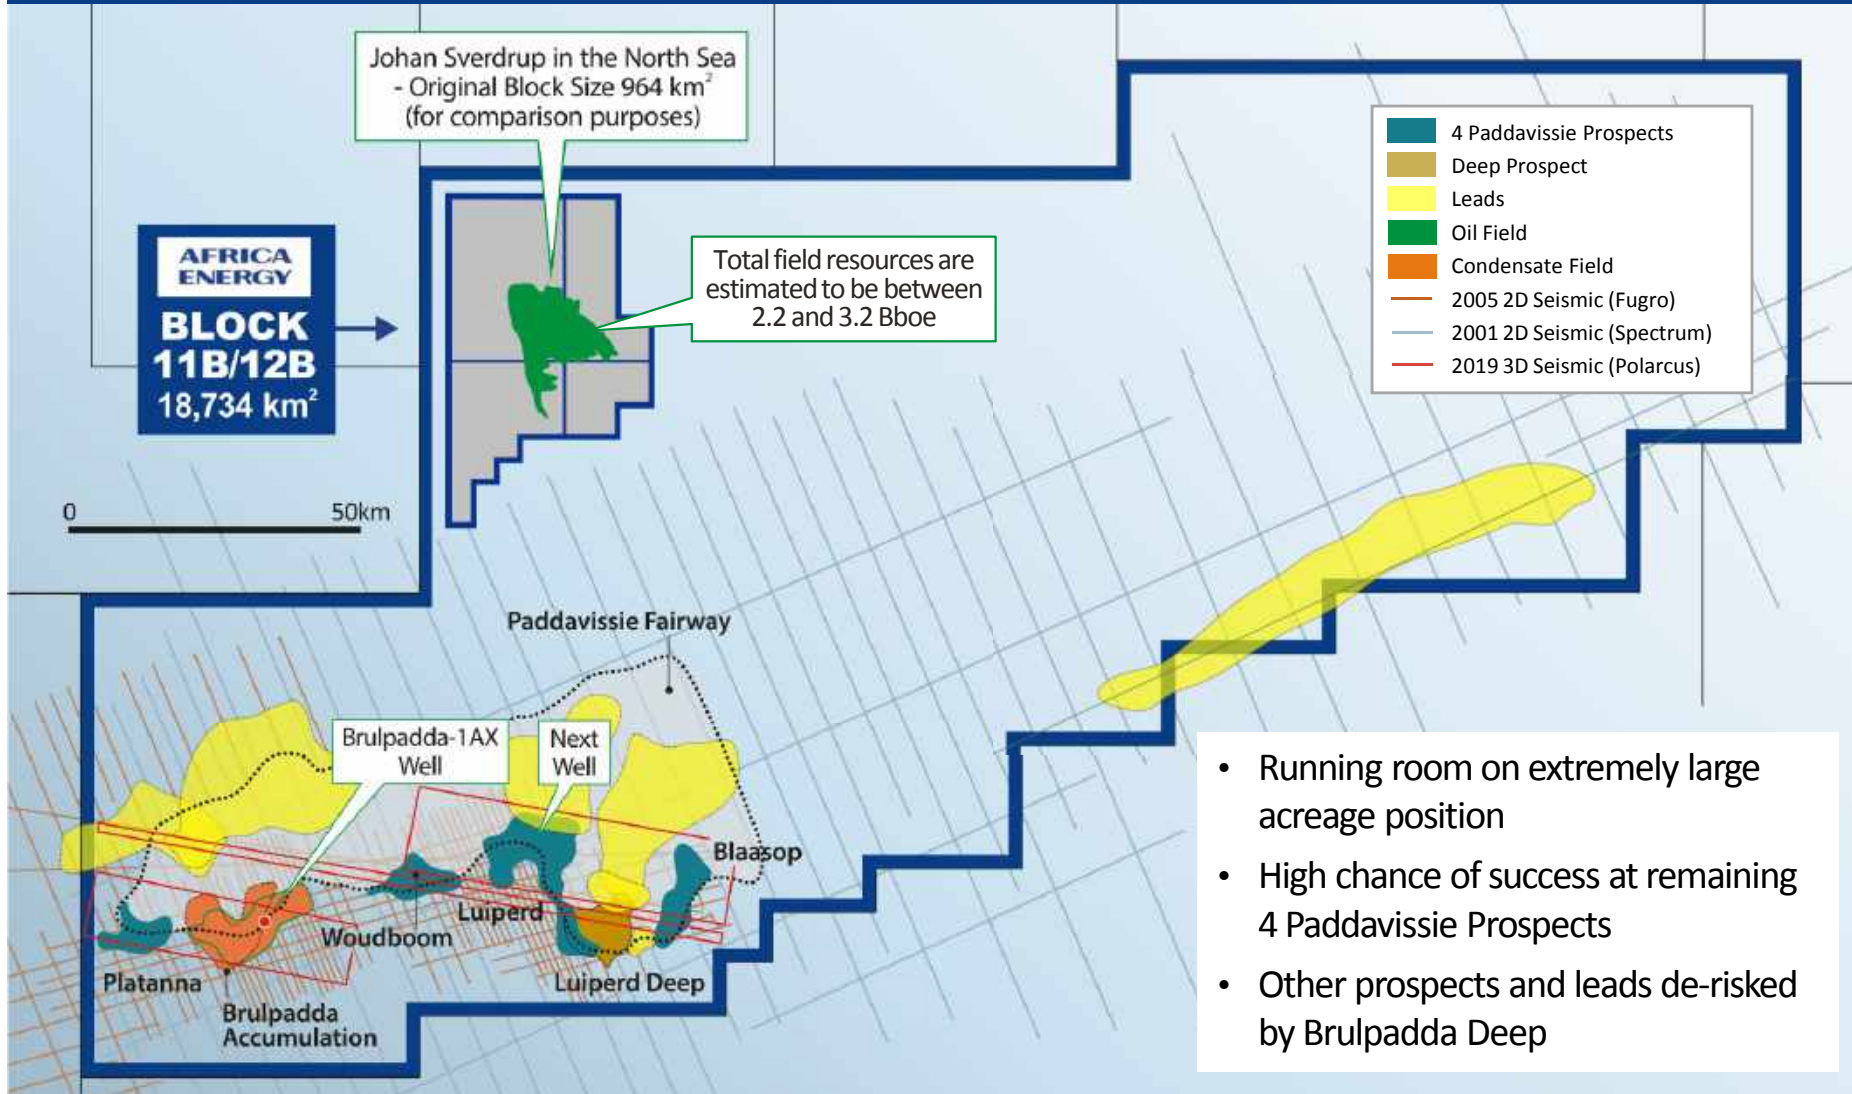 Johan Sverdrup in the North Sea
- Original Block Size 964 km²
(for comparison purposes)
4 Paddavissie Prospects
Deep Prospect
Leads
Oil Field
Condensate Field
2005 2D Seismic (Fugro)
2001 2D Seismic (Spectrum)
2019 3D Seismic (Polarcus)
AFRICA
ENERGY
BLOCK
11B/12B
18,734 km²
Total field resources are
estimated to be between
2.2 and 3.2 Bboe
0 50km
Paddavissie Fairway
Brulpadda-1AX
Well
Next
Well
Blaasop
Luiperd
Woudboom
Platanna
Luiperd Deep
Brulpadda
Accumulation
• Running room on extremely large
acreage position
• High chance of success at remaining
4 Paddavissie Prospects
• Other prospects and leads de-risked
by Brulpadda Deep